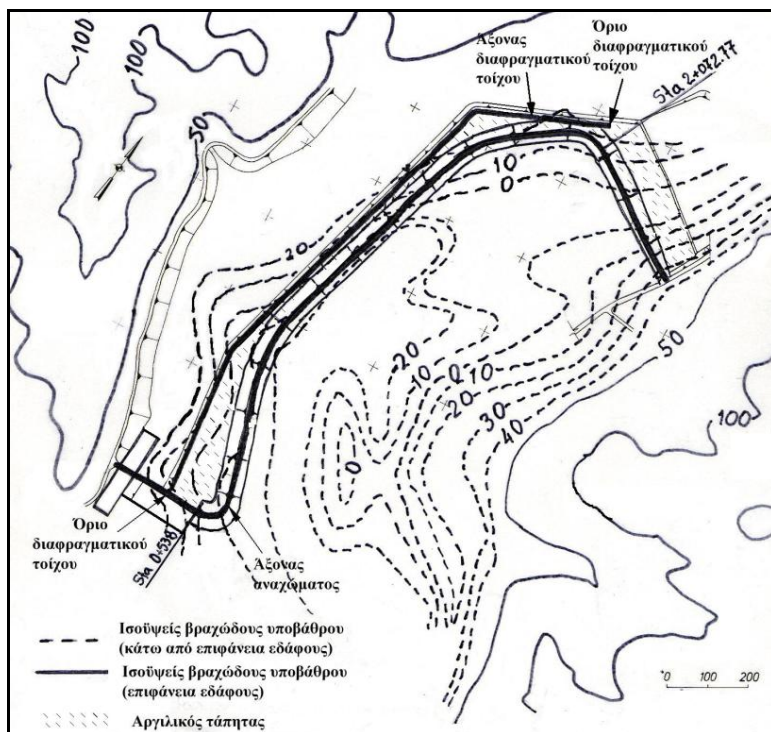 100
100
50
50
Άξονας
διαφραγματικού
τοίχου
Όριο
διαφραγματικού
τοίχου
Sta 2+072.77
10
0
20
20
10
0
10
20
30
40
50
100
0
Όριο
διαφραγματικού
τοίχου
Sta 0+538
Άξονας
αναχώματος
Ισοϋψείς βραχώδους υποβάθρου
(κάτω από επιφάνεια εδάφους)
Ισοϋψείς βραχώδους υποβάθρου
(επιφάνεια εδάφους)
Αργιλικός τάπητας
0 100 200